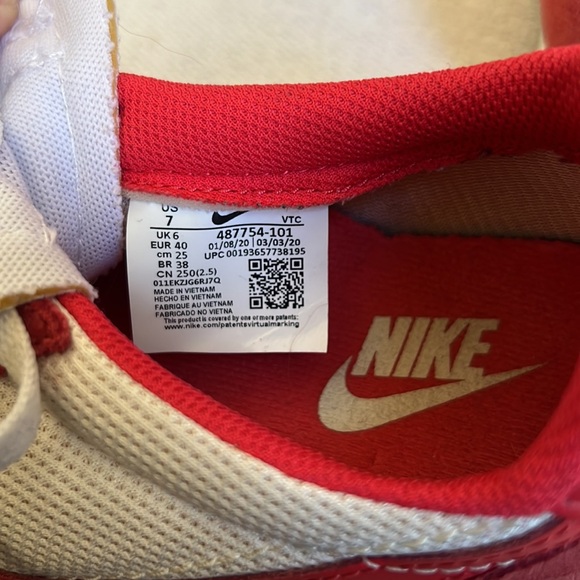 US
7
VTC
UK 6
487754-101
EUR 40
01/08/20
03/03/20
cm 25
UPC 00193657738195
BR 38
CN 250(2.5)
011EKZJG6RJ7Q
MADE IN VIETNAM
HECHO EN VIETNAM
FABRIQUE AU VIETNAM
FABRICADO NO VIETNA
This product is covered by one or more patents:
www.nike.com/patentsvirtualmarking
NIKE